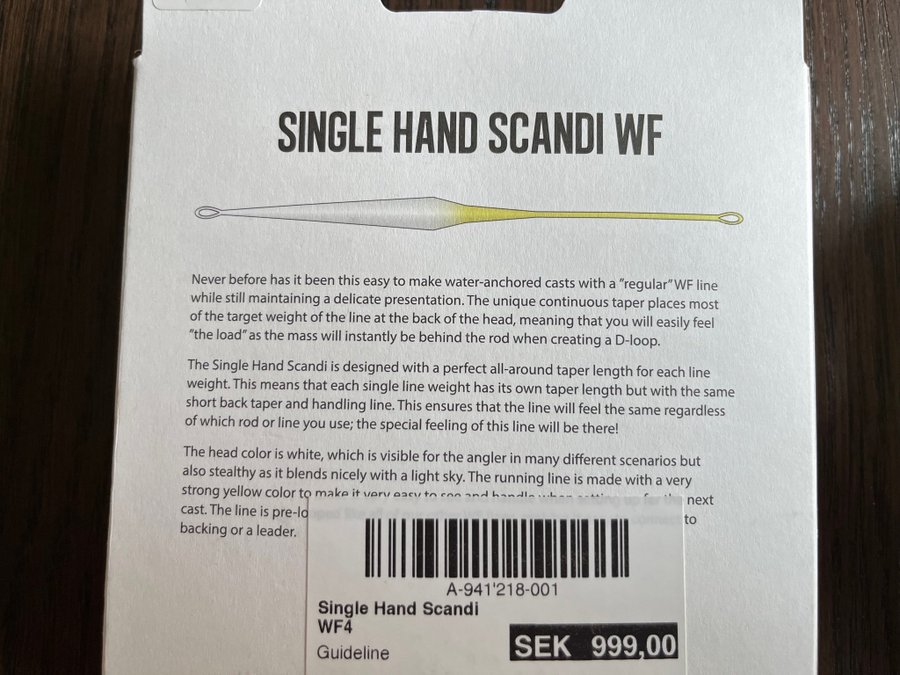 SINGLE HAND SCANDI WF
Never before has it been this easy to make water-anchored casts with a "regular" WF line
while still maintaining a delicate presentation. The unique continuous taper places most
of the target weight of the line at the back of the head, meaning that you will easily feel
"the load" as the mass will instantly be behind the rod when creating a D-loop.
The Single Hand Scandi is designed with a perfect all-around taper length for each line
weight. This means that each single line weight has its own taper length but with the same
short back taper and handling line. This ensures that the line will feel the same regardless
of which rod or line you use; the special feeling of this line will be there!
The head color is white, which is visible for the angler in many different scenarios but
also stealthy as it blends nicely with a light sky. The running line is made with a very
strong yellow color to make it very easy to see and handle when setting up for the next
cast. The line is pre-lo to
backing or a leader.
A-941'218-001
Single Hand Scandi
WF4
SEK 999,00
Guideline